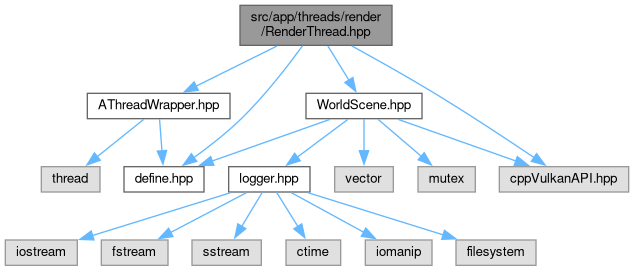 src/app/threads/render
/RenderThread.hpp
AThreadWrapper.hpp
WorldScene.hpp
thread
define.hpp
logger.hpp
vector
mutex
cppVulkanAPI.hpp
iostream
fstream
sstream
ctime
iomanip
filesystem